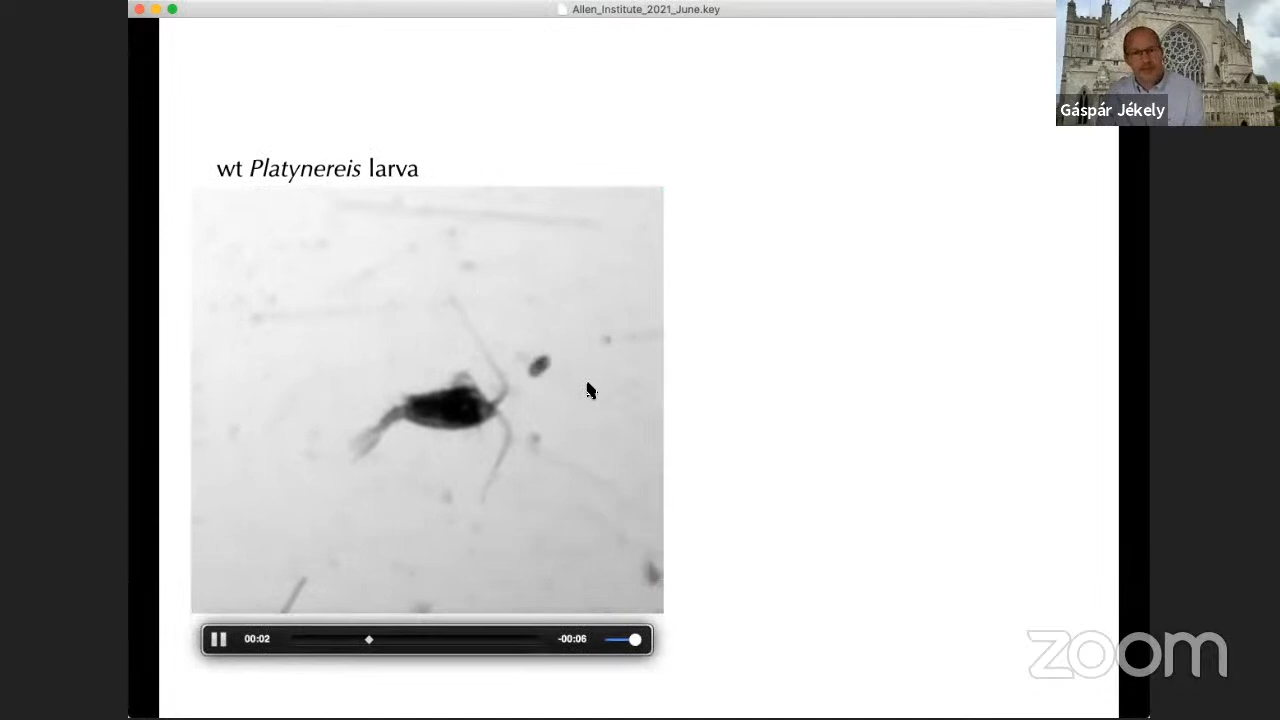 Allen_Institute_2021_June.key
Gáspár Jékely
wt Platynereis larva
00:02
-00:06
zoom